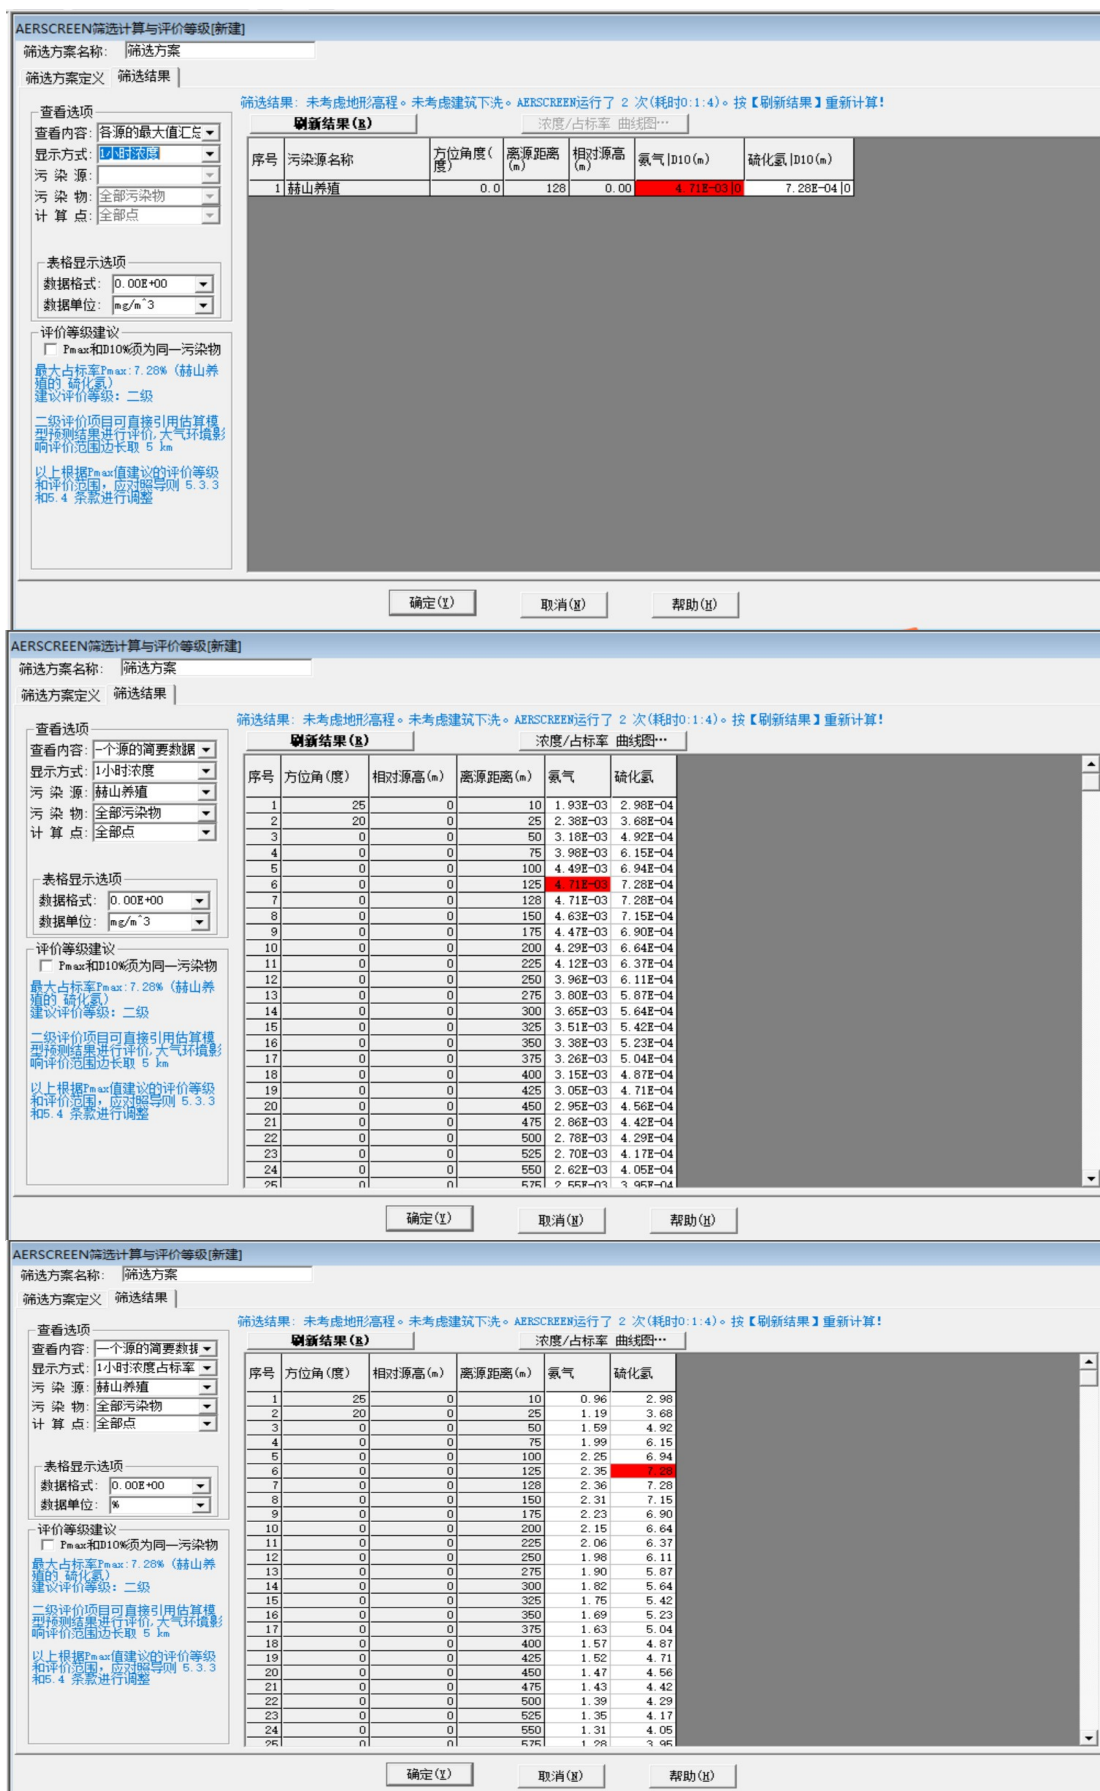 AERSCREEN筛选计算与评价等级[新建]
筛选方案名称: 筛选方案
筛选方案定义 筛选结果
筛选结果: 未考虑地形高程。未考虑建筑下洗。AERSCREEN运行了 2 次(耗时0:1:4)。按【刷新结果】重新计算!
查看选项
查看内容: 各源的最大值汇总
显示方式: 1小时浓度
污 染 源:
污 染 物: 全部污染物
计 算 点: 全部点
刷新结果(R) 浓度/占标率 曲线图…
序号 污染源名称 方位角度(度) 离源距离(m) 相对源高(m) 氨气|D10(m) 硫化氢|D10(m)
1 赫山养殖 0.0 128 0.00 4.71E-03|0 7.28E-04|0
表格显示选项
数据格式: 0.00E+00
数据单位: mg/m^3
评价等级建议
Pmax和D10%须为同一污染物
最大占标率Pmax:7.28% (赫山养
殖的 硫化氢)
建议评价等级: 二级
二级评价项目可直接引用估算模
型预测结果进行评价,大气环境影
响评价范围边长取 5 km
以上根据Pmax值建议的评价等级
和评价范围, 应对照导则 5.3.3
和5.4 条款进行调整
确定(Y) 取消(N) 帮助(H)
AERSCREEN筛选计算与评价等级[新建]
筛选方案名称: 筛选方案
筛选方案定义 筛选结果
筛选结果: 未考虑地形高程。未考虑建筑下洗。AERSCREEN运行了 2 次(耗时0:1:4)。按【刷新结果】重新计算!
查看选项
查看内容: 一个源的简要数据
显示方式: 1小时浓度
污 染 源: 赫山养殖
污 染 物: 全部污染物
计 算 点: 全部点
表格显示选项
数据格式: 0.00E+00
数据单位: mg/m^3
评价等级建议
Pmax和D10%须为同一污染物
最大占标率Pmax:7.28% (赫山养
殖的 硫化氢)
建议评价等级: 二级
二级评价项目可直接引用估算模
型预测结果进行评价,大气环境影
响评价范围边长取 5 km
以上根据Pmax值建议的评价等级
和评价范围, 应对照导则 5.3.3
和5.4 条款进行调整
刷新结果(R) 浓度/占标率 曲线图…
序号 方位角(度) 相对源高(m) 离源距离(m) 氨气 硫化氢
1 25 0 10 1.93E-03 2.98E-04
2 20 0 25 2.38E-03 3.68E-04
3 0 0 50 3.18E-03 4.92E-04
4 0 0 75 3.98E-03 6.15E-04
5 0 0 100 4.49E-03 6.94E-04
6 0 0 125 4.71E-03 7.28E-04
7 0 0 128 4.71E-03 7.28E-04
8 0 0 150 4.63E-03 7.15E-04
9 0 0 175 4.47E-03 6.90E-04
10 0 0 200 4.29E-03 6.64E-04
11 0 0 225 4.12E-03 6.37E-04
12 0 0 250 3.96E-03 6.11E-04
13 0 0 275 3.80E-03 5.87E-04
14 0 0 300 3.65E-03 5.64E-04
15 0 0 325 3.51E-03 5.42E-04
16 0 0 350 3.38E-03 5.23E-04
17 0 0 375 3.26E-03 5.04E-04
18 0 0 400 3.15E-03 4.87E-04
19 0 0 425 3.05E-03 4.71E-04
20 0 0 450 2.95E-03 4.56E-04
21 0 0 475 2.86E-03 4.42E-04
22 0 0 500 2.78E-03 4.29E-04
23 0 0 525 2.70E-03 4.17E-04
24 0 0 550 2.62E-03 4.05E-04
25 0 0 575 2.55E-03 3.95E-04
确定(Y) 取消(N) 帮助(H)
AERSCREEN筛选计算与评价等级[新建]
筛选方案名称: 筛选方案
筛选方案定义 筛选结果
筛选结果: 未考虑地形高程。未考虑建筑下洗。AERSCREEN运行了 2 次(耗时0:1:4)。按【刷新结果】重新计算!
查看选项
查看内容: 一个源的简要数据
显示方式: 1小时浓度占标率
污 染 源: 赫山养殖
污 染 物: 全部污染物
计 算 点: 全部点
表格显示选项
数据格式: 0.00E+00
数据单位: %
评价等级建议
Pmax和D10%须为同一污染物
最大占标率Pmax:7.28% (赫山养
殖的 硫化氢)
建议评价等级: 二级
二级评价项目可直接引用估算模
型预测结果进行评价,大气环境影
响评价范围边长取 5 km
以上根据Pmax值建议的评价等级
和评价范围, 应对照导则 5.3.3
和5.4 条款进行调整
刷新结果(R) 浓度/占标率 曲线图…
序号 方位角(度) 相对源高(m) 离源距离(m) 氨气 硫化氢
1 25 0 10 0.96 2.98
2 20 0 25 1.19 3.68
3 0 0 50 1.59 4.92
4 0 0 75 1.99 6.15
5 0 0 100 2.25 6.94
6 0 0 125 2.35 7.28
7 0 0 128 2.36 7.28
8 0 0 150 2.31 7.15
9 0 0 175 2.23 6.90
10 0 0 200 2.15 6.64
11 0 0 225 2.06 6.37
12 0 0 250 1.98 6.11
13 0 0 275 1.90 5.87
14 0 0 300 1.82 5.64
15 0 0 325 1.75 5.42
16 0 0 350 1.69 5.23
17 0 0 375 1.63 5.04
18 0 0 400 1.57 4.87
19 0 0 425 1.52 4.71
20 0 0 450 1.47 4.56
21 0 0 475 1.43 4.42
22 0 0 500 1.39 4.29
23 0 0 525 1.35 4.17
24 0 0 550 1.31 4.05
25 0 0 575 1.28 3.95
确定(Y) 取消(N) 帮助(H)